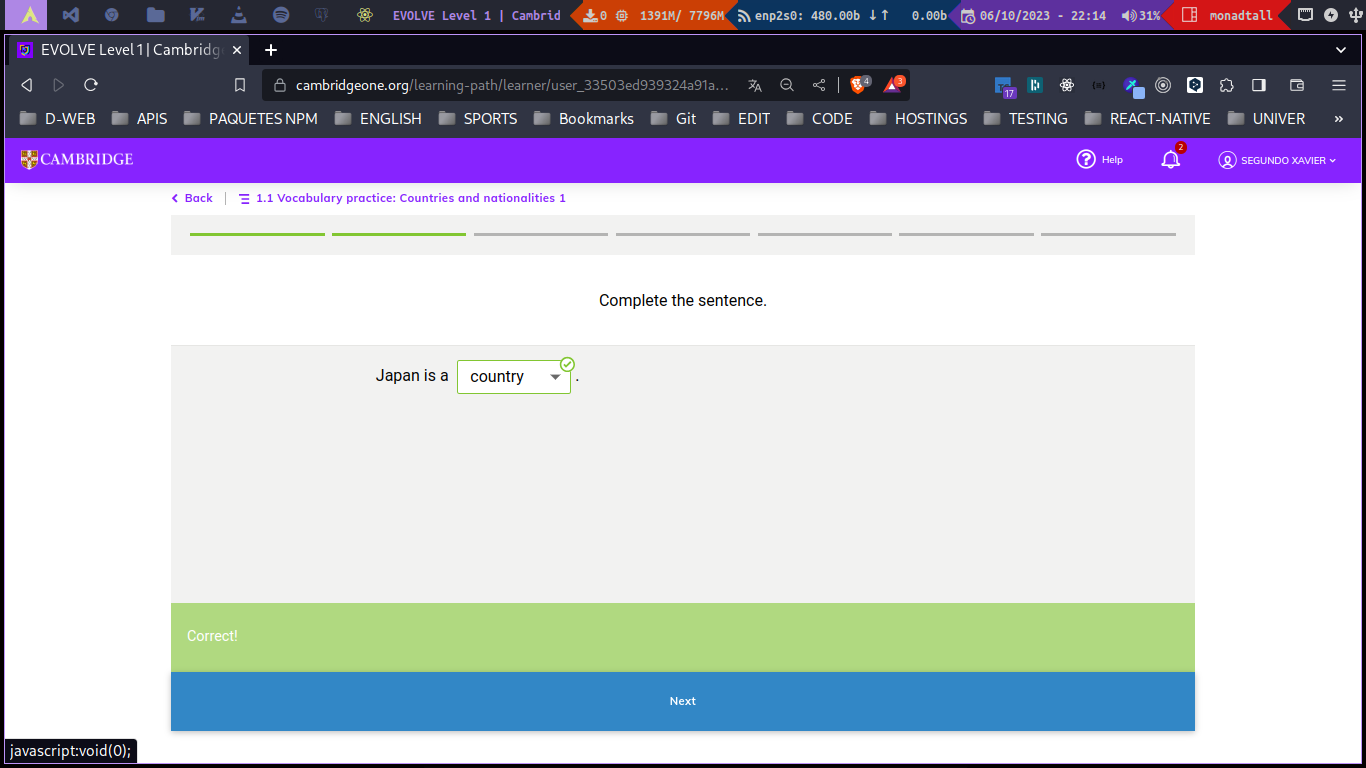 EVOLVE Level 1 | Cambrid 0 1391M/ 7796M enp2s0: 480.00b ↓↑ 0.00b 06/10/2023 - 22:14 31% monadtall
EVOLVE Level 1 | Cambridg
cambridgeone.org/learning-path/learner/user_33503ed939324a91a... 4 3 17
D-WEB APIS PAQUETES NPM ENGLISH SPORTS Bookmarks Git EDIT CODE HOSTINGS TESTING REACT-NATIVE UNIVER »
CAMBRIDGE Help 2 SEGUNDO XAVIER
Back 1.1 Vocabulary practice: Countries and nationalities 1
Complete the sentence.
Japan is a country .
Correct!
Next
javascript:void(0);